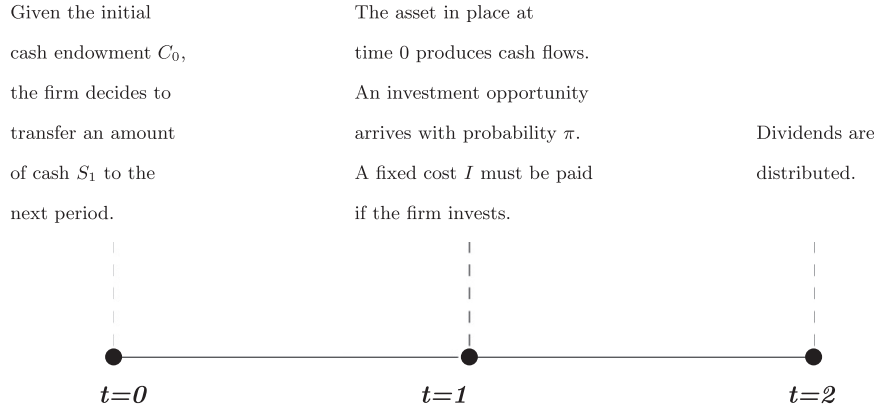 Given the initial
cash endowment C₀,
the firm decides to
transfer an amount
of cash S₁ to the
next period.
The asset in place at
time 0 produces cash flows.
An investment opportunity
arrives with probability π.
A fixed cost I must be paid
if the firm invests.
Dividends are
distributed.
t=0
t=1
t=2